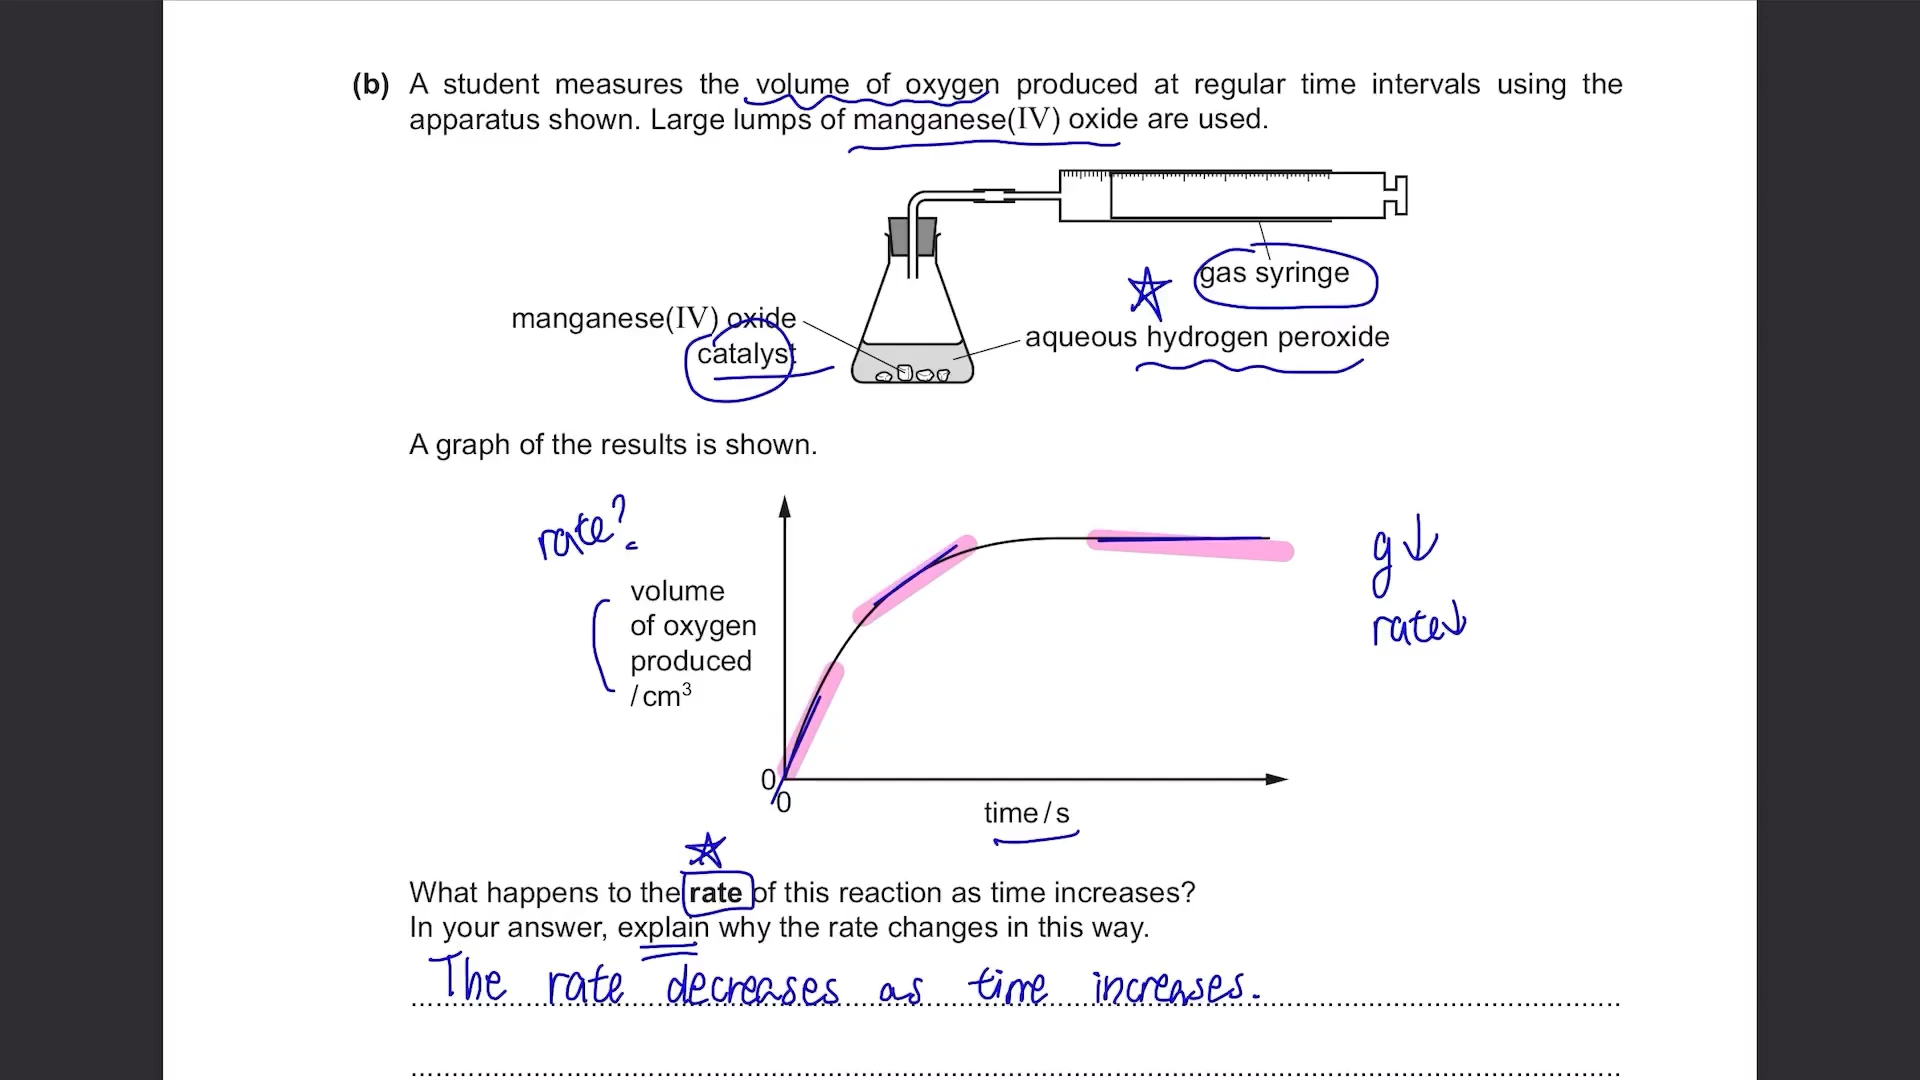 (b) A student measures the volume of oxygen produced at regular time intervals using the
apparatus shown. Large lumps of manganese(IV) oxide are used.
gas syringe
manganese(IV) oxide
catalyst
aqueous hydrogen peroxide
A graph of the results is shown.
rate?
volume
of oxygen
produced
/cm³
g↓
rate↓
0
0
time/s
What happens to the rate of this reaction as time increases?
In your answer, explain why the rate changes in this way.
The rate decreases as time increases.